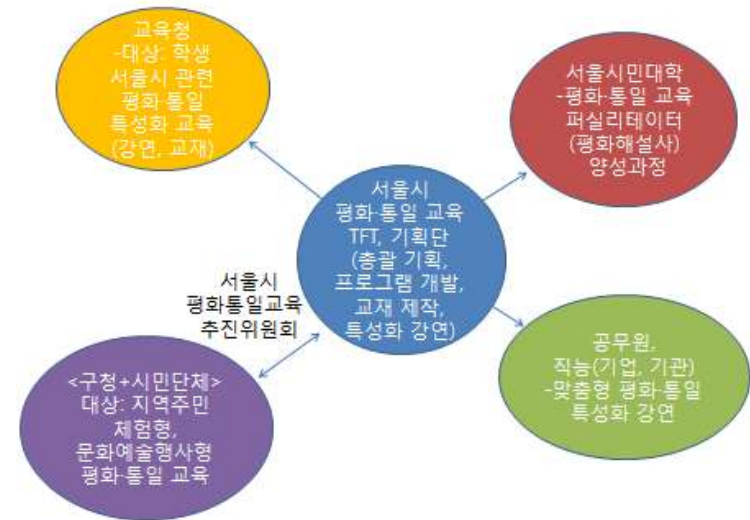 교육청
-대상: 학생
서울시 관련
평화·통일
특성화 교육
(강연, 교재)
서울시민대학
-평화·통일 교육
퍼실리테이터
(평화해설사)
양성과정
서울시
평화·통일 교육
TFT, 기획단
(총괄 기획,
프로그램 개발,
교재 제작,
특성화 강연)
서울시
평화통일교육
추진위원회
<구청+시민단체>
대상: 지역주민
체험형,
문화예술행사형
평화·통일 교육
공무원,
직능(기업, 기관)
-맞춤형 평화·통일
특성화 강연